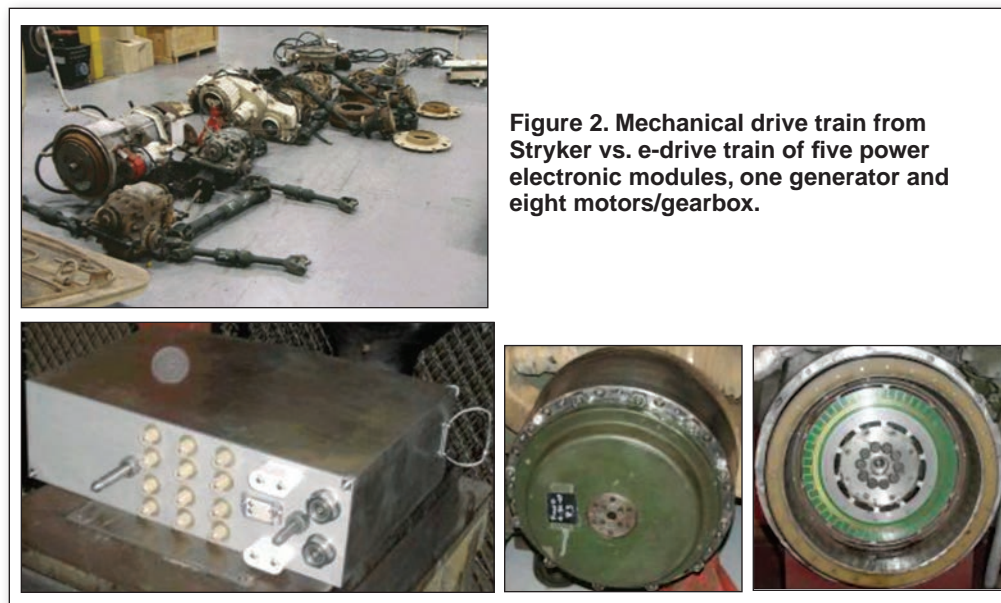 Figure 2. Mechanical drive train from
Stryker vs. e-drive train of five power
electronic modules, one generator and
eight motors/gearbox.